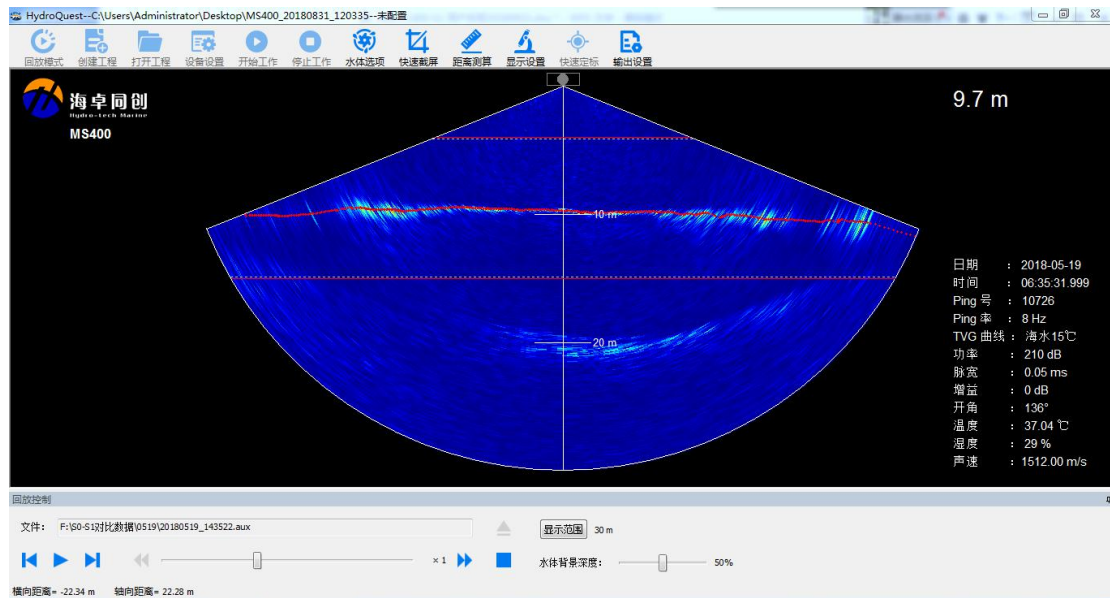 HydroQuest--C:\Users\Administrator\Desktop\MS400_20180831_120335--未配置
回放模式 创建工程 打开工程 设备设置 开始工作 停止工作 水体选项 快速截屏 距离测算 显示设置 快速定标 输出设置
海卓同创
Hydro-tech Marine
MS400
9.7 m
10 m
20 m
日期 : 2018-05-19
时间 : 06:35:31.999
Ping 号 : 10726
Ping 率 : 8 Hz
TVG 曲线 : 海水15℃
功率 : 210 dB
脉宽 : 0.05 ms
增益 : 0 dB
开角 : 136°
温度 : 37.04 ℃
湿度 : 29 %
声速 : 1512.00 m/s
回放控制
文件: F:\S0-S1对比数据\0519\20180519_143522.aux
显示范围 30 m
× 1
水体背景深度: 50%
横向距离= -22.34 m 轴向距离= 22.28 m